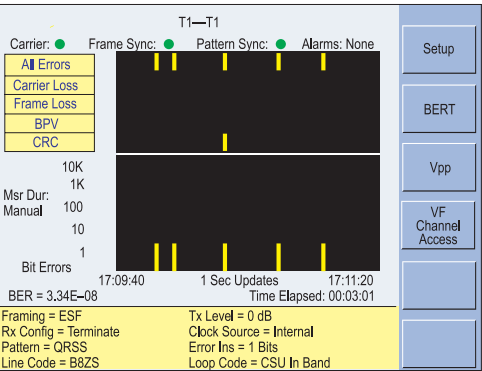 T1—T1
Carrier: Frame Sync: Pattern Sync: Alarms: None
All Errors
Carrier Loss
Frame Loss
BPV
CRC
10K
1K
Msr Dur:
Manual
100
10
1
Bit Errors
17:09:40 1 Sec Updates 17:11:20
BER = 3.34E–08 Time Elapsed: 00:03:01
Framing = ESF Tx Level = 0 dB
Rx Config = Terminate Clock Source = Internal
Pattern = QRSS Error Ins = 1 Bits
Line Code = B8ZS Loop Code = CSU In Band
Setup
BERT
Vpp
VF
Channel
Access